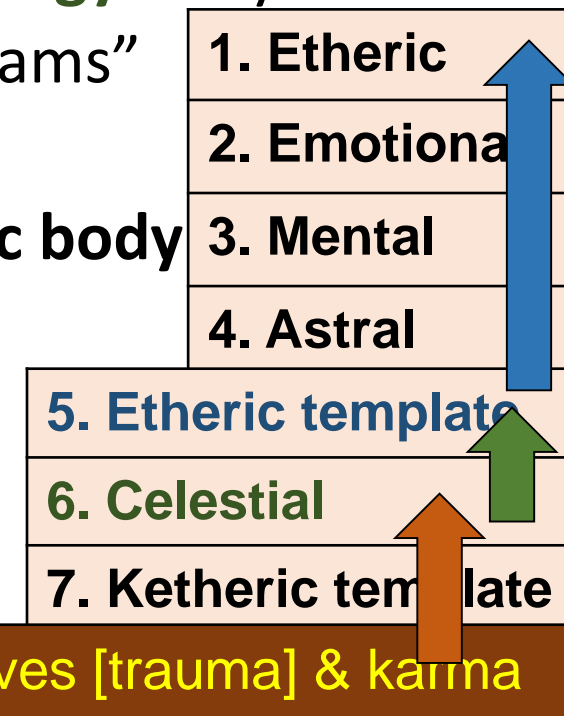 gy
ams”
1. Etheric
2. Emotiona
c body
3. Mental
4. Astral
5. Etheric template
6. Celestial
7. Ketheric template
ves [trauma] & karma